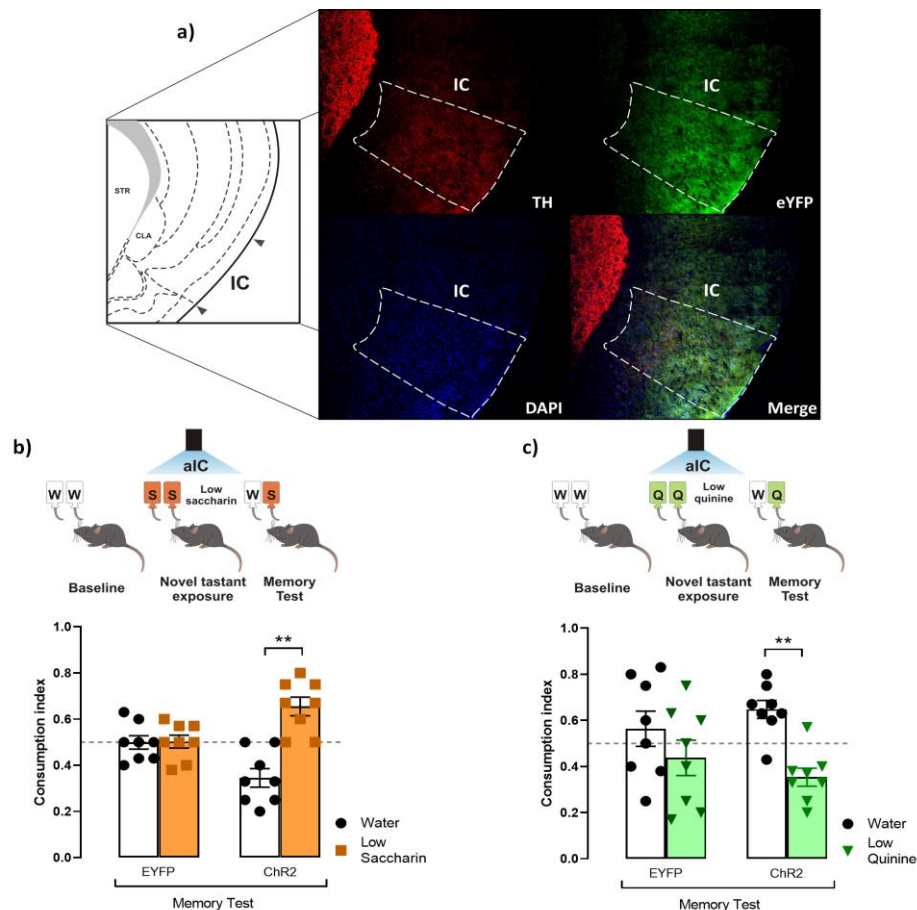 a)
IC
TH
IC
eYFP
STR
CLA
IC
IC
DAPI
IC
Merge
b)
aIC
W W
S S
Low
saccharin
W S
Baseline
Novel tastant
exposure
Memory
Test
**
Consumption index
1.0
0.8
0.6
0.4
0.2
0.0
EYFP
ChR2
Water
Low
Saccharin
Memory Test
c)
aIC
W W
Q Q
Low
quinine
W Q
Baseline
Novel tastant
exposure
Memory
Test
**
Consumption index
1.0
0.8
0.6
0.4
0.2
0.0
EYFP
ChR2
Water
Low
Quinine
Memory Test